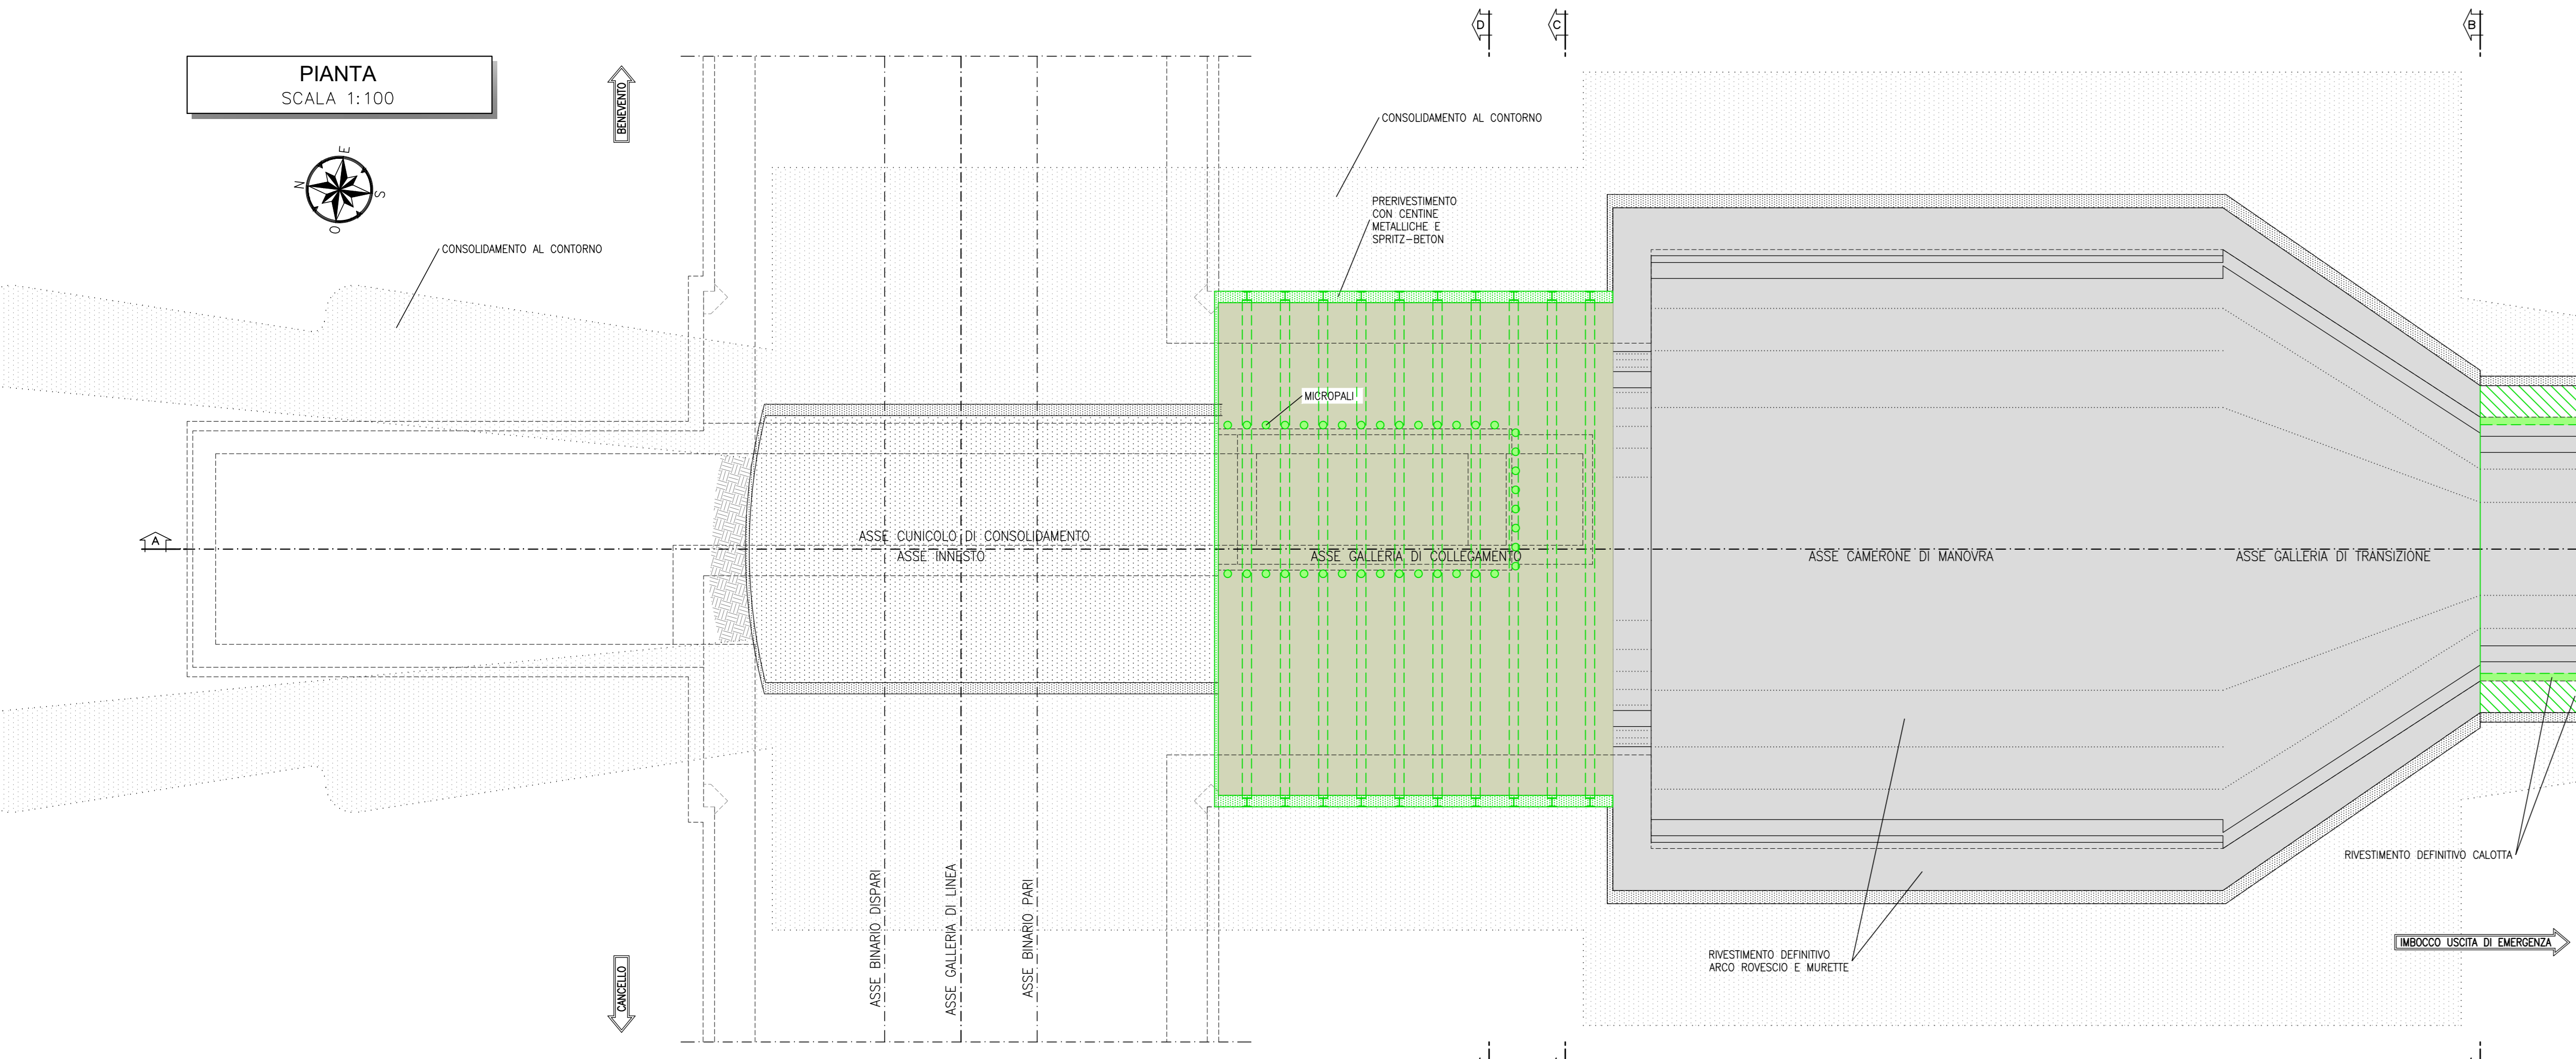 D
C
B
PIANTA
SCALA 1:100
BENEVENTO
E
N
S
O
CONSOLIDAMENTO AL CONTORNO
PRERIVESTIMENTO
CON CENTINE
METALLICHE E
SPRITZ-BETON
CONSOLIDAMENTO AL CONTORNO
MICROPALI
A
ASSE CUNICOLO DI CONSOLIDAMENTO
ASSE INNESTO
ASSE GALLERIA DI COLLEGAMENTO
ASSE CAMERONE DI MANOVRA
ASSE GALLERIA DI TRANSIZIONE
ASSE BINARIO DISPARI
ASSE GALLERIA DI LINEA
ASSE BINARIO PARI
RIVESTIMENTO DEFINITIVO CALOTTA
RIVESTIMENTO DEFINITIVO
ARCO ROVESCIO E MURETTE
IMBOCCO USCITA DI EMERGENZA
CANCELLO